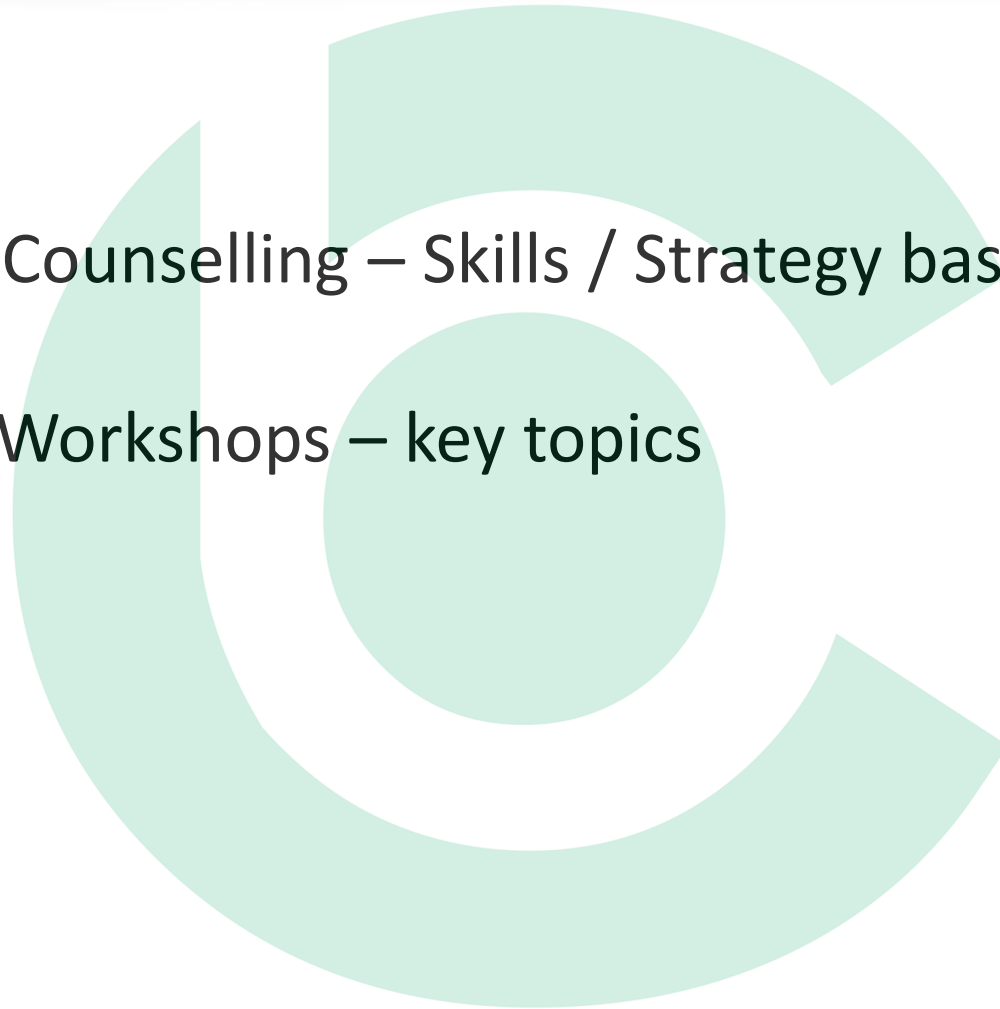 Counselling – Skills / Strategy bas
Workshops – key topics